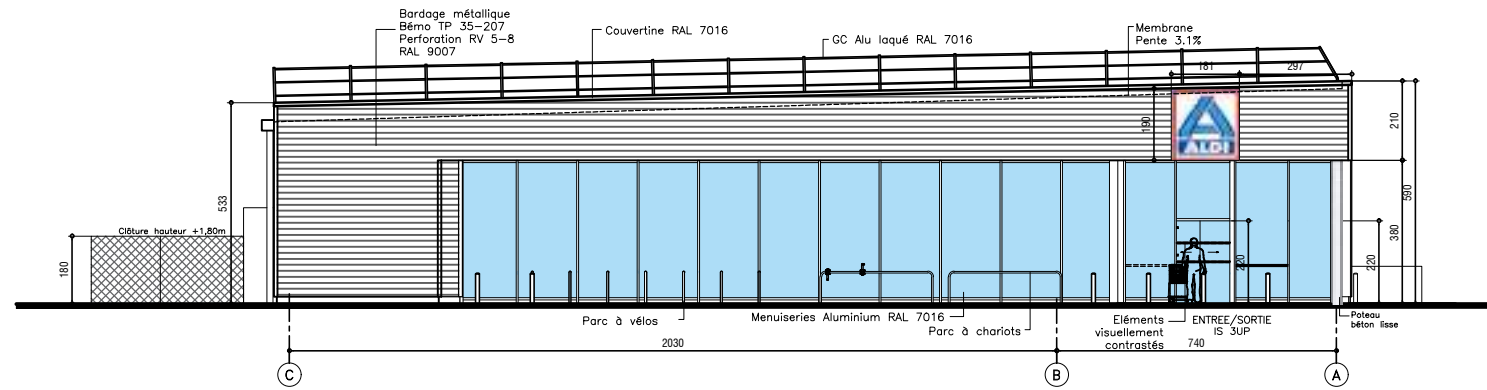 Bardage métallique
Bémo TP 35-207
Perforation RV 5-8
RAL 9007
Couvertine RAL 7016
GC Alu laqué RAL 7016
Membrane
Pente 3.1%
181
297
190
ALDI
210
533
590
380
220
220
Clôture hauteur +1,80m
180
Parc à vélos
Menuiseries Aluminium RAL 7016
Parc à chariots
Eléments
visuellement
contrastés
ENTREE/SORTIE
IS 3UP
Poteau
béton lisse
2030
740
C
B
A